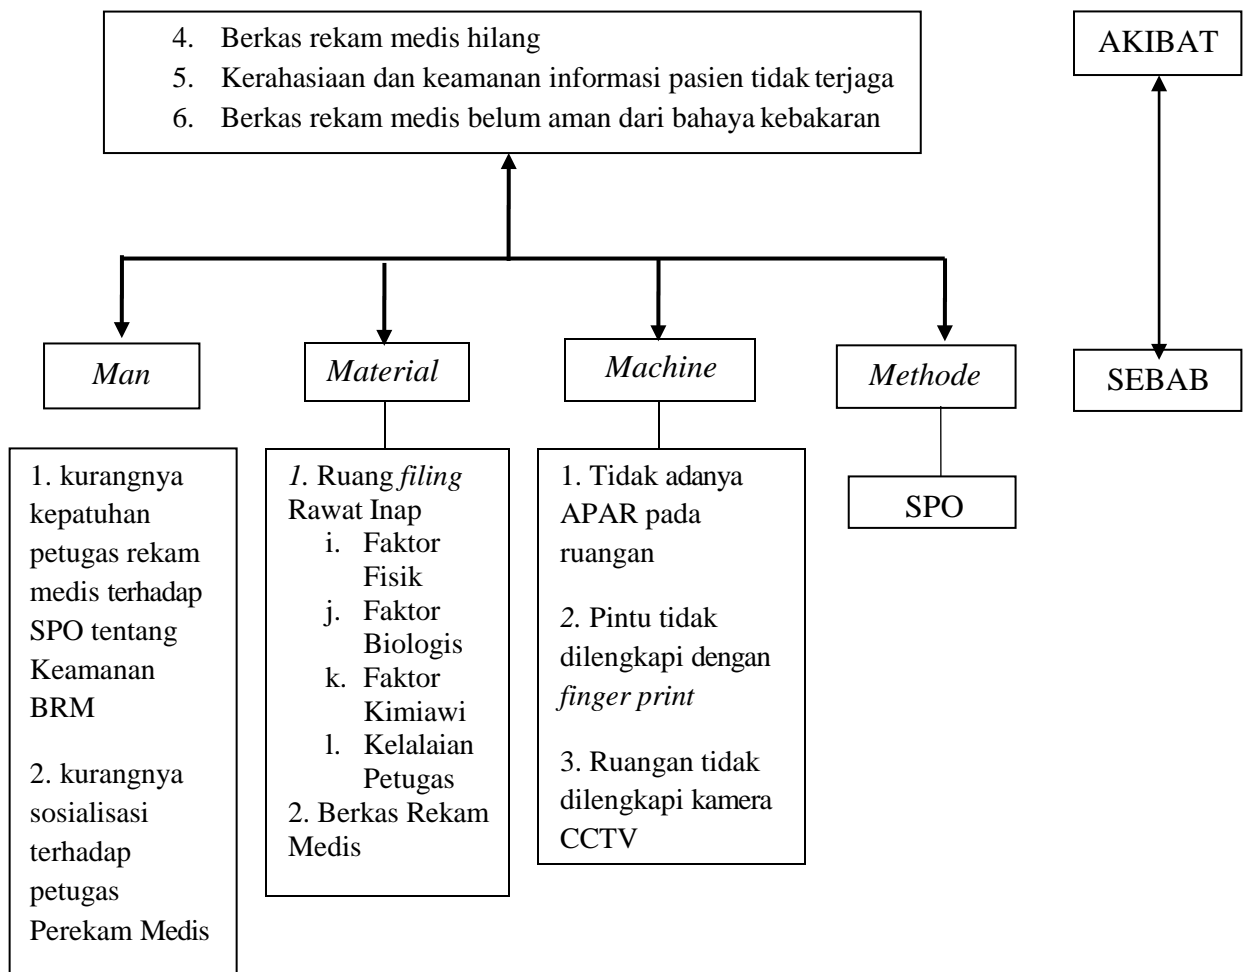 4. Berkas rekam medis hilang
5. Kerahasiaan dan keamanan informasi pasien tidak terjaga
6. Berkas rekam medis belum aman dari bahaya kebakaran
AKIBAT
Man
Material
Machine
Methode
SEBAB
1. kurangnya
kepatuhan
petugas rekam
medis terhadap
SPO tentang
Keamanan
BRM
2. kurangnya
sosialisasi
terhadap
petugas
Perekam Medis
1. Ruang filing
Rawat Inap
i. Faktor
Fisik
j. Faktor
Biologis
k. Faktor
Kimiawi
l. Kelalaian
Petugas
2. Berkas Rekam
Medis
1. Tidak adanya
APAR pada
ruangan
2. Pintu tidak
dilengkapi dengan
finger print
3. Ruangan tidak
dilengkapi kamera
CCTV
SPO